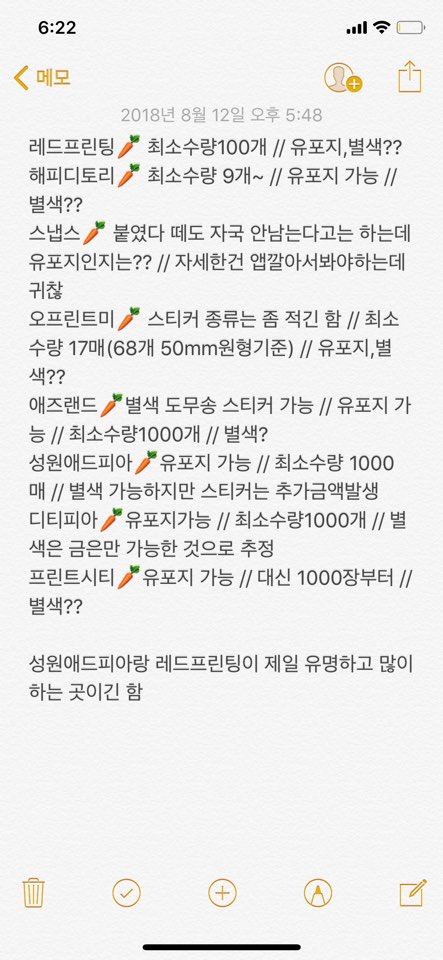 6:22
메모
2018년 8월 12일 오후 5:48
레드프린팅🥕 최소수량100개 // 유포지,별색??
해피디토리🥕 최소수량 9개~ // 유포지 가능 //
별색??
스냅스🥕 붙였다 떼도 자국 안남는다고는 하는데
유포지인지는?? // 자세한건 앱깔아서봐야하는데
귀찮
오프린트미🥕 스티커 종류는 좀 적긴 함 // 최소
수량 17매(68개 50mm원형기준) // 유포지,별
색??
애즈랜드🥕별색 도무송 스티커 가능 // 유포지 가
능 // 최소수량1000개 // 별색?
성원애드피아🥕유포지 가능 // 최소수량 1000
매 // 별색 가능하지만 스티커는 추가금액발생
디티피아🥕유포지가능 // 최소수량1000개 // 별
색은 금은만 가능한 것으로 추정
프린트시티🥕유포지 가능 // 대신 1000장부터 //
별색??
성원애드피아랑 레드프린팅이 제일 유명하고 많이
하는 곳이긴 함